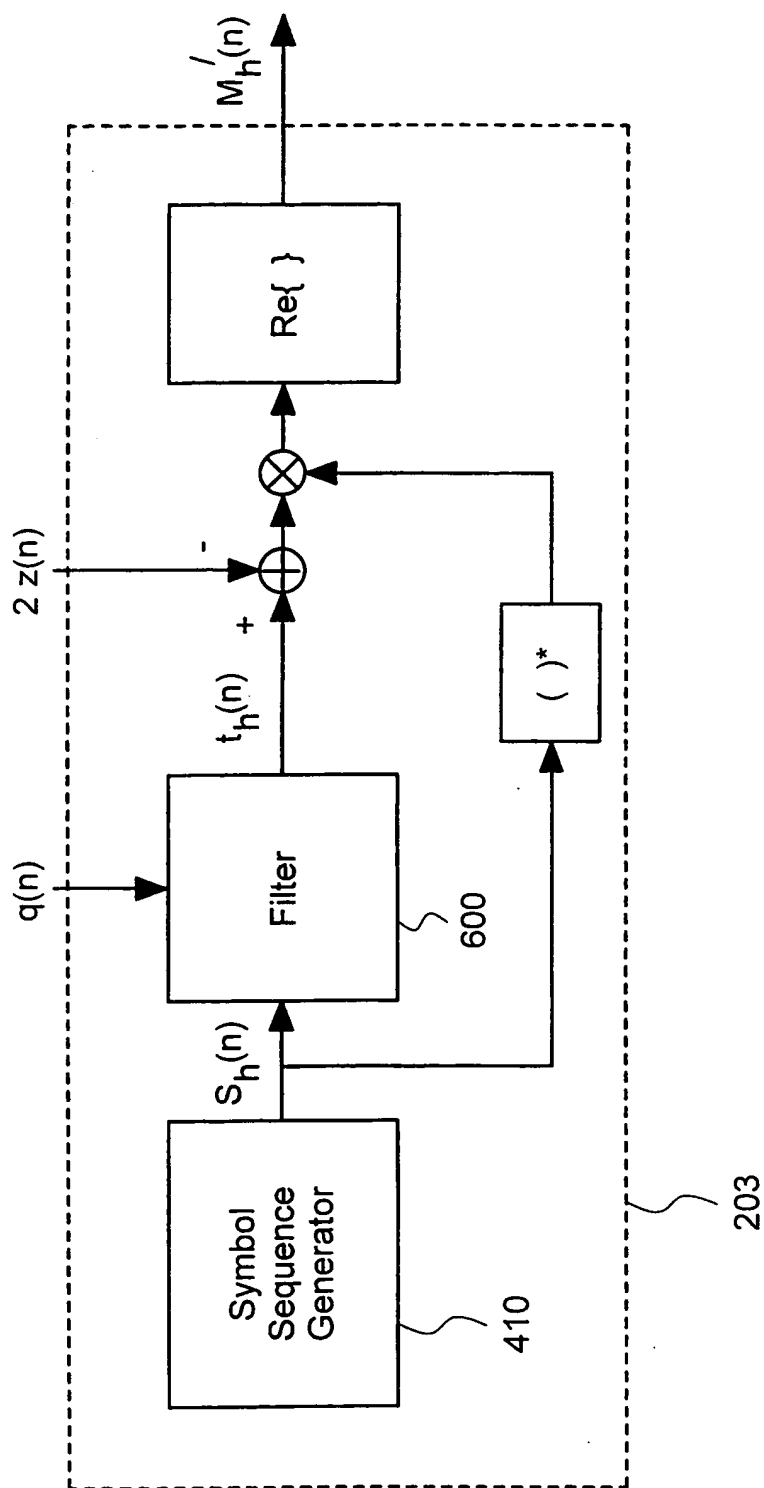 2 z(n)
q(n)
-
+
M'h(n)
th(n)
Sh(n)
Symbol
Sequence
Generator
Filter
Re{ }
( )*
410
600
203